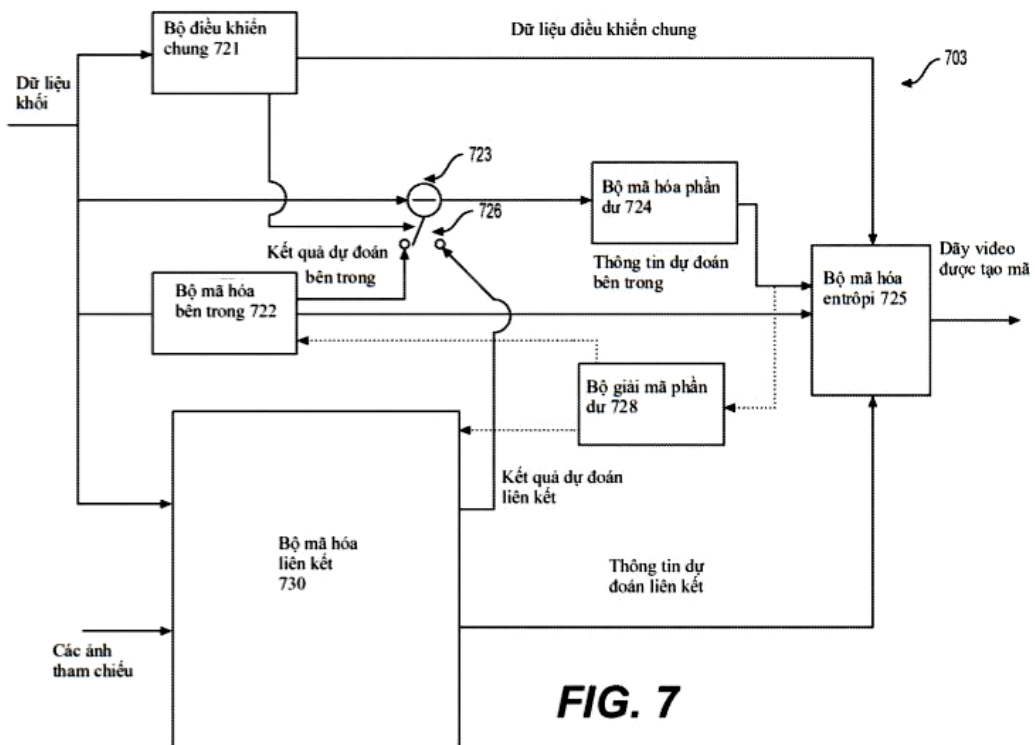 Bộ điều khiển
chung 721
Dữ liệu điều khiển chung
703
Dữ liệu
khối
723
Bộ mã hóa phần
dư 724
726
Kết quả dự đoán
bên trong
Thông tin dự đoán
bên trong
Dãy video
được tạo mã
Bộ mã hóa
entrôpi 725
Bộ mã hóa
bên trong 722
Bộ giải mã phần
dư 728
Kết quả dự đoán
liên kết
Bộ mã hóa
liên kết
730
Thông tin dự
đoán liên kết
Các ảnh
tham chiếu
FIG. 7